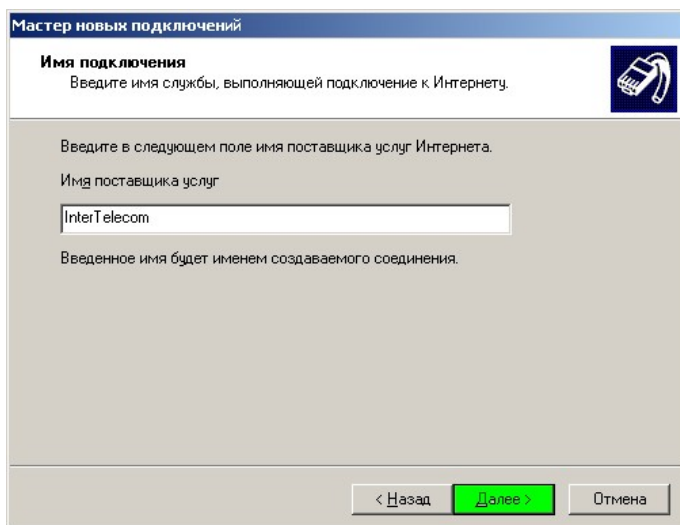 Мастер новых подключений
Имя подключения
Введите имя службы, выполняющей подключение к Интернету.
Введите в следующем поле имя поставщика услуг Интернета.
Имя поставщика услуг
InterTelecom
Введенное имя будет именем создаваемого соединения.
< Назад Далее > Отмена